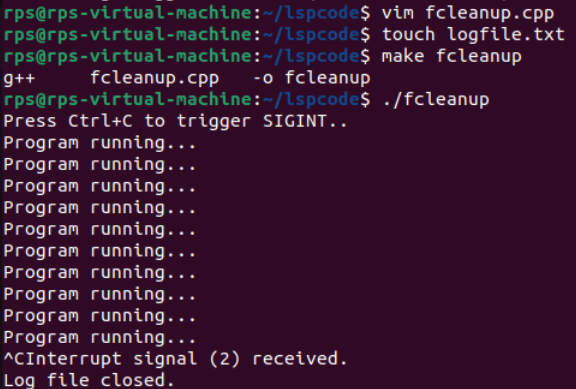 rps@rps-virtual-machine:~/lspcode$ vim fcleanup.cpp
rps@rps-virtual-machine:~/lspcode$ touch logfile.txt
rps@rps-virtual-machine:~/lspcode$ make fcleanup
g++     fcleanup.cpp   -o fcleanup
rps@rps-virtual-machine:~/lspcode$ ./fcleanup
Press Ctrl+C to trigger SIGINT..
Program running...
Program running...
Program running...
Program running...
Program running...
Program running...
Program running...
Program running...
Program running...
Program running...
^CInterrupt signal (2) received.
Log file closed.